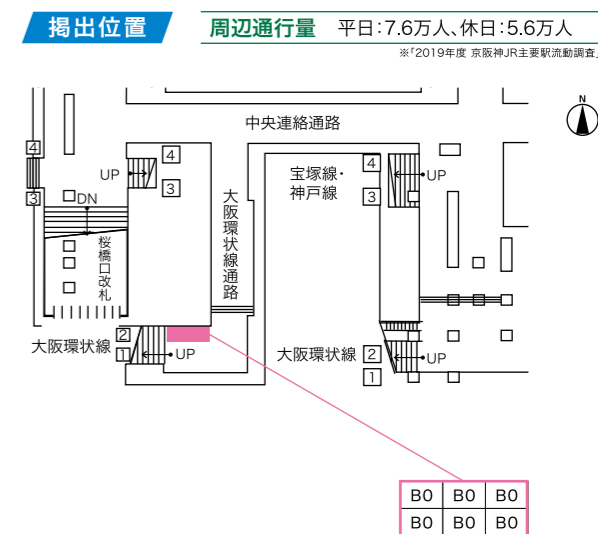 掲出位置
周辺通行量 平日:7.6万人、休日:5.6万人
※「2019年度 京阪神JR主要駅流動調査」
N
中央連絡通路
4
UP
4
3
3
DN
桜橋口改札
大阪環状線通路
宝塚線・
神戸線
4
3
UP
大阪環状線
2
1
UP
大阪環状線
2
1
UP
B0 B0 B0
B0 B0 B0